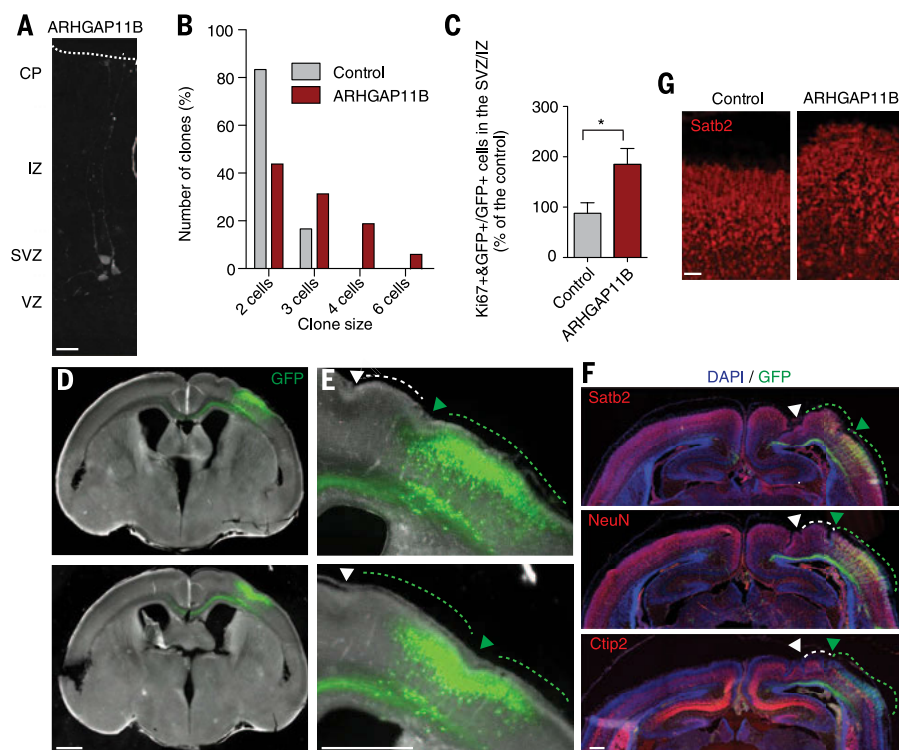 A
ARHGAP11B
CP
IZ
SVZ
VZ
B
Number of clones (%)
100
80
60
40
20
0
Control
ARHGAP11B
2 cells
3 cells
4 cells
6 cells
Clone size
C
Ki67+&GFP+/GFP+ cells in the SVZ/IZ
(% of the control)
300
200
100
0
*
Control
ARHGAP11B
G
Control
ARHGAP11B
Satb2
D
GFP
E
F
DAPI / GFP
Satb2
NeuN
Ctip2